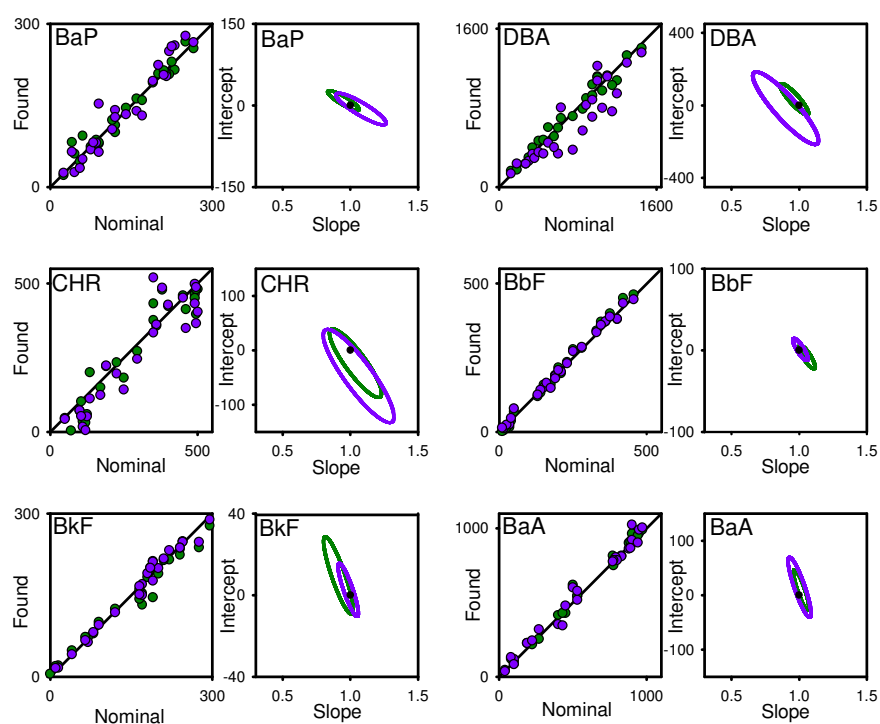 300
BaP
Found
0
0
Nominal
300
150
BaP
Intercept
-150
0
0.5
1.0
1.5
Slope
1600
DBA
Found
0
0
Nominal
1600
400
DBA
Intercept
0
-400
0.5
1.0
1.5
Slope
500
CHR
Found
0
0
Nominal
500
100
CHR
Intercept
0
-100
0.5
1.0
1.5
Slope
500
BbF
Found
0
0
Nominal
550
100
BbF
Intercept
0
-100
0.5
1.0
1.5
Slope
300
BkF
Found
0
0
Nominal
300
40
BkF
Intercept
0
-40
0.5
1.0
1.5
Slope
1000
BaA
Found
0
0
Nominal
1000
100
BaA
Intercept
0
-100
0.5
1.0
1.5
Slope